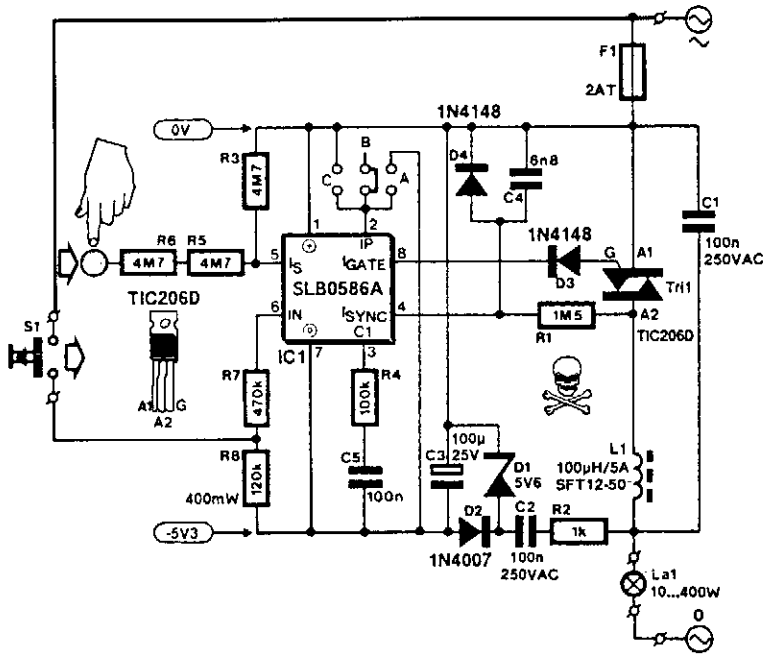 ~
F1
2AT
1N4148
0V
B
D4
6n8
R3
4M7
C
A
C4
C1
100n
250VAC
1
2
IP
1N4148
R6
R5
4M7
4M7
5
IS
IGATE
8
G
A1
D3
Tri1
SLB0586A
TIC206D
6
IN
ISYNC
4
1M5
A2
R1
TIC206D
S1
C1
IC1
7
3
R4
100k
R7
470k
A1
G
A2
L1
100µH/5A
SFT12-50
R8
120k
400mW
C5
100n
100µ
25V
C3
D1
5V6
D2
C2
R2
1k
-5V3
1N4007
100n
250VAC
La1
10...400W
0